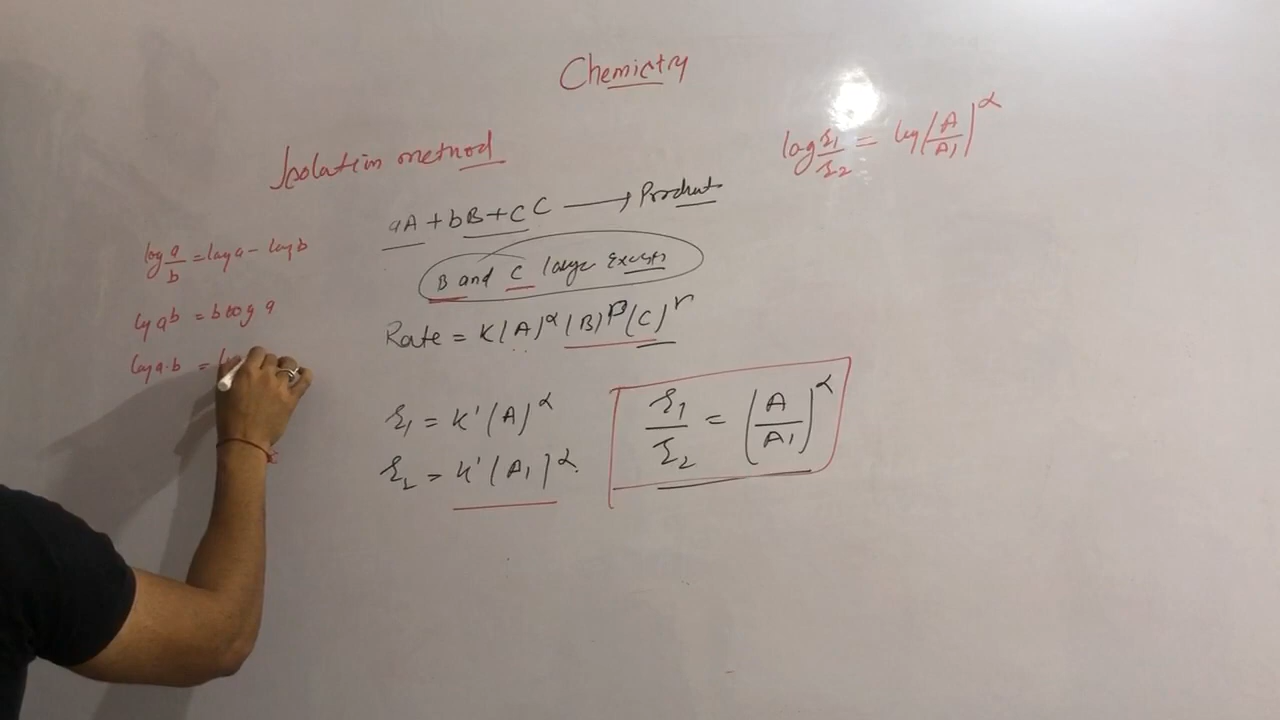 Chemistry
Isolation method
log r1/r2 = log (A/A1)^α
aA + bB + cC ⟶ Product
B and C large Excess
Rate = K(A)^α (B)^β (C)^γ
log a/b = log a - log b
log a^b = b log a
log a.b =
r1 = K' (A)^α
r2 = K' (A1)^α.
r1/r2 = (A/A1)^α